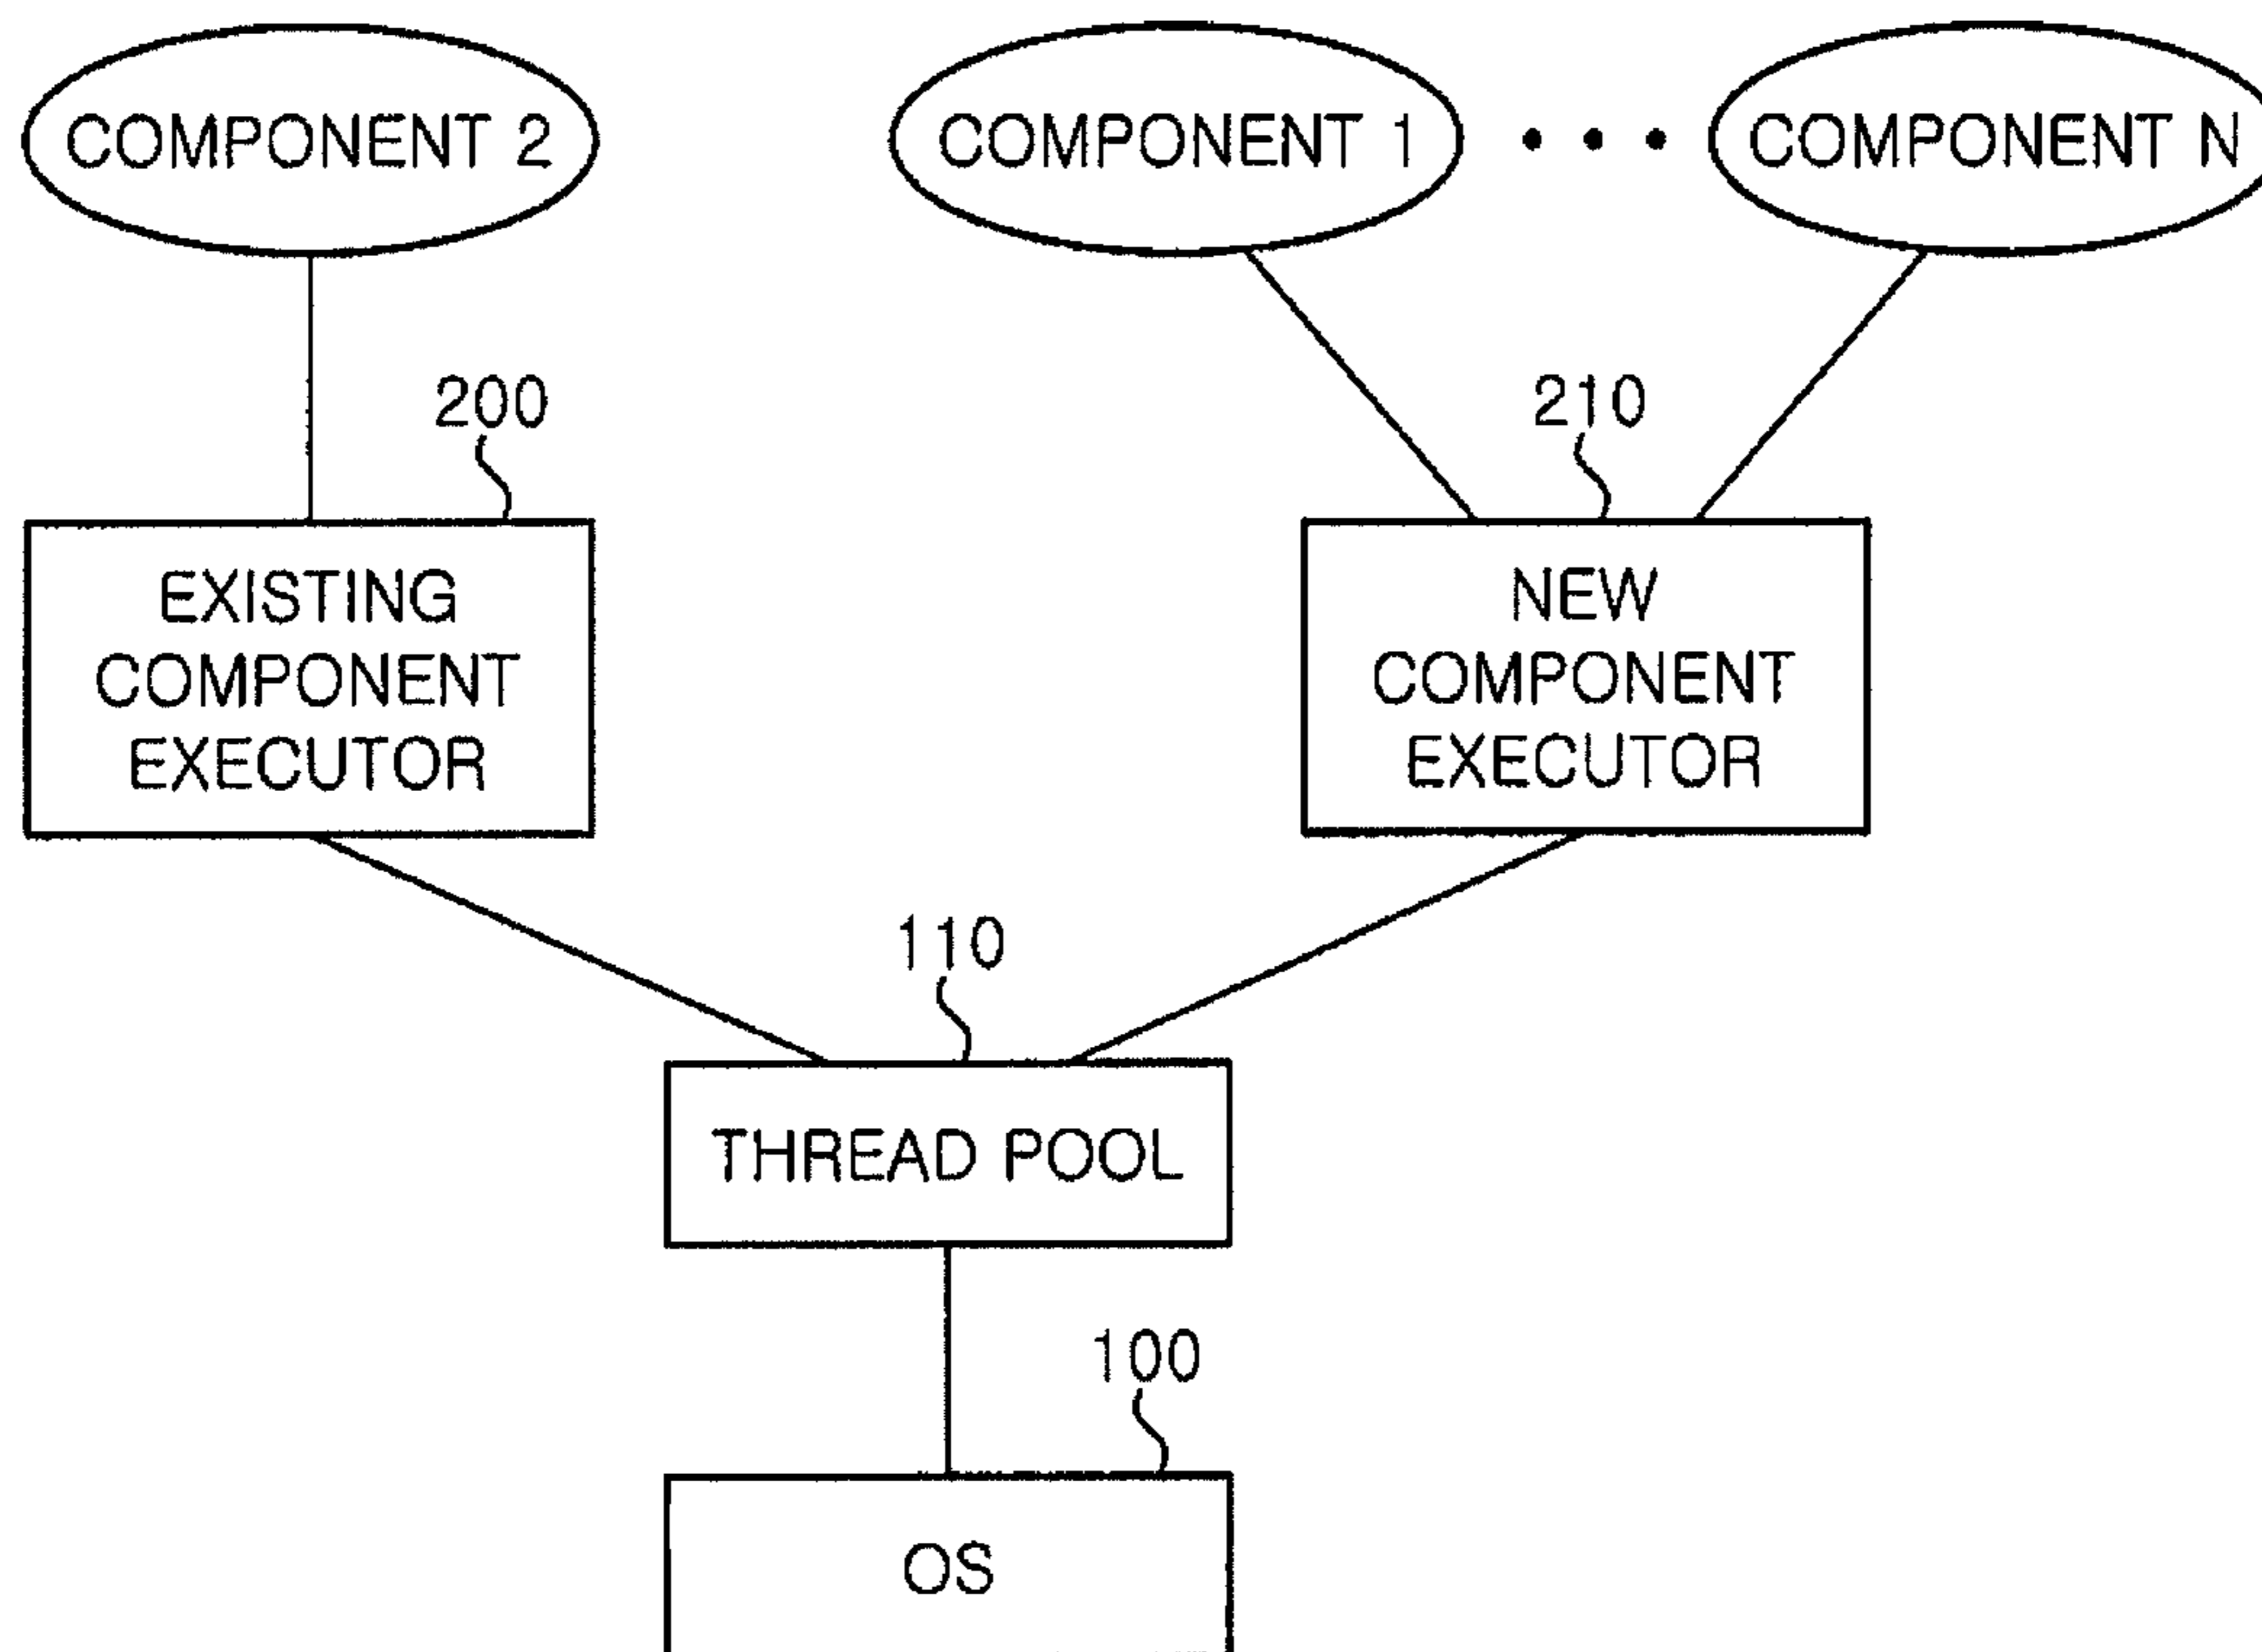 COMPONENT 2
COMPONENT 1
COMPONENT N
200
210
EXISTING
COMPONENT
EXECUTOR
NEW
COMPONENT
EXECUTOR
110
THREAD POOL
100
OS